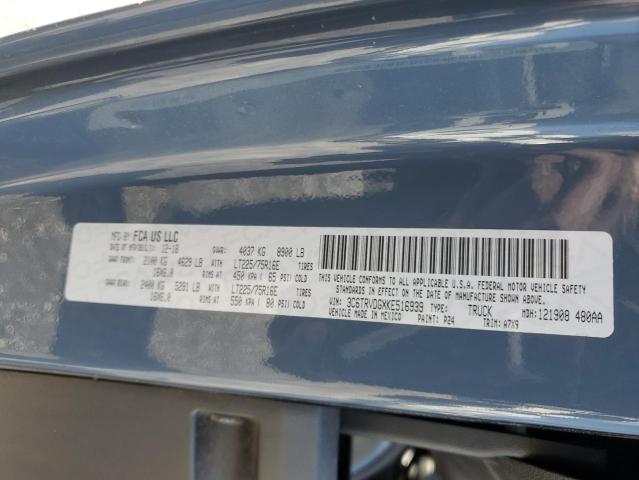 MFD BY: FCA US LLC
DATE OF MFR: 12-18 GVWR: 4037 KG 8900 LB
GAWR FRONT: 2100 KG 4629 LB WITH LT225/75R16E TIRES
16X6.0 RIMS AT 450 KPA ( 65 PSI) COLD
GAWR REAR: 2400 KG 5291 LB WITH LT225/75R16E TIRES
16X6.0 RIMS AT 550 KPA ( 80 PSI) COLD
THIS VEHICLE CONFORMS TO ALL APPLICABLE U.S.A. FEDERAL MOTOR VEHICLE SAFETY
STANDARDS IN EFFECT ON THE DATE OF MANUFACTURE SHOWN ABOVE.
VIN: 3C6TRVDGXKE516939 TYPE: TRUCK MDH: 121908 480AA
VEHICLE MADE IN MEXICO PAINT: P24 TRIM: A7X9